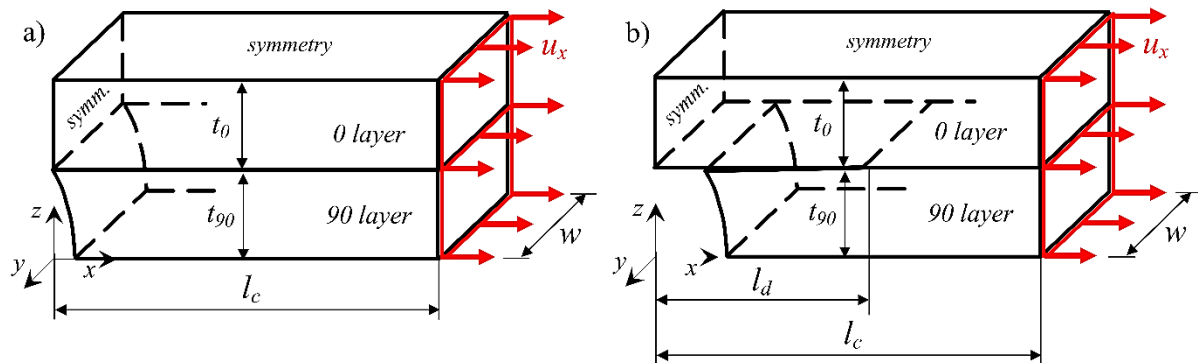 a)
symmetry
u_x
symm.
t_0
0 layer
t_90
90 layer
z
y
x
w
l_c
b)
symmetry
u_x
symm.
t_0
0 layer
t_90
90 layer
z
y
x
w
l_d
l_c